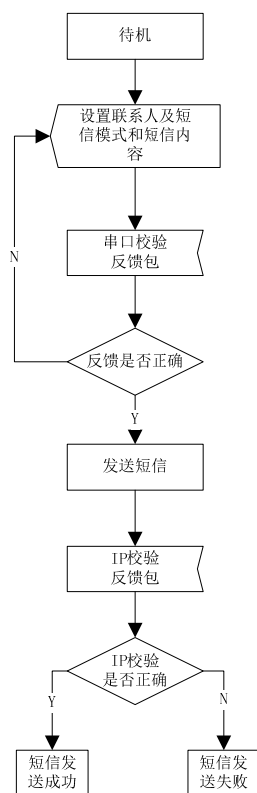 待机
设置联系人及短
信模式和短信内
容
串口校验
反馈包
N
反馈是否正确
Y
发送短信
IP校验
反馈包
IP校验
是否正确
Y
N
短信发
送成功
短信发
送失败